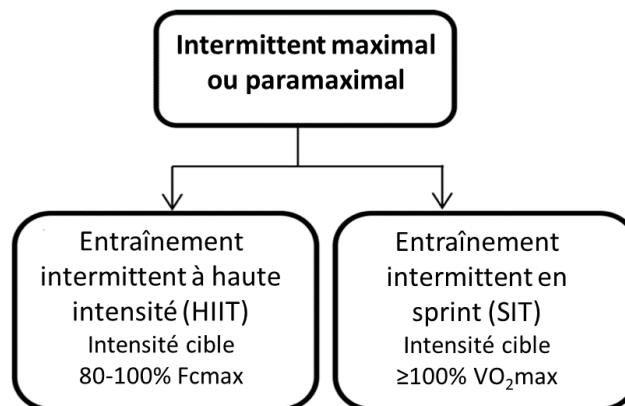 Intermittent maximal
ou paramaximal
Entraînement
intermittent à haute
intensité (HIIT)
Intensité cible
80-100% Fcmax
Entraînement
intermittent en
sprint (SIT)
Intensité cible
≥100% VO₂max